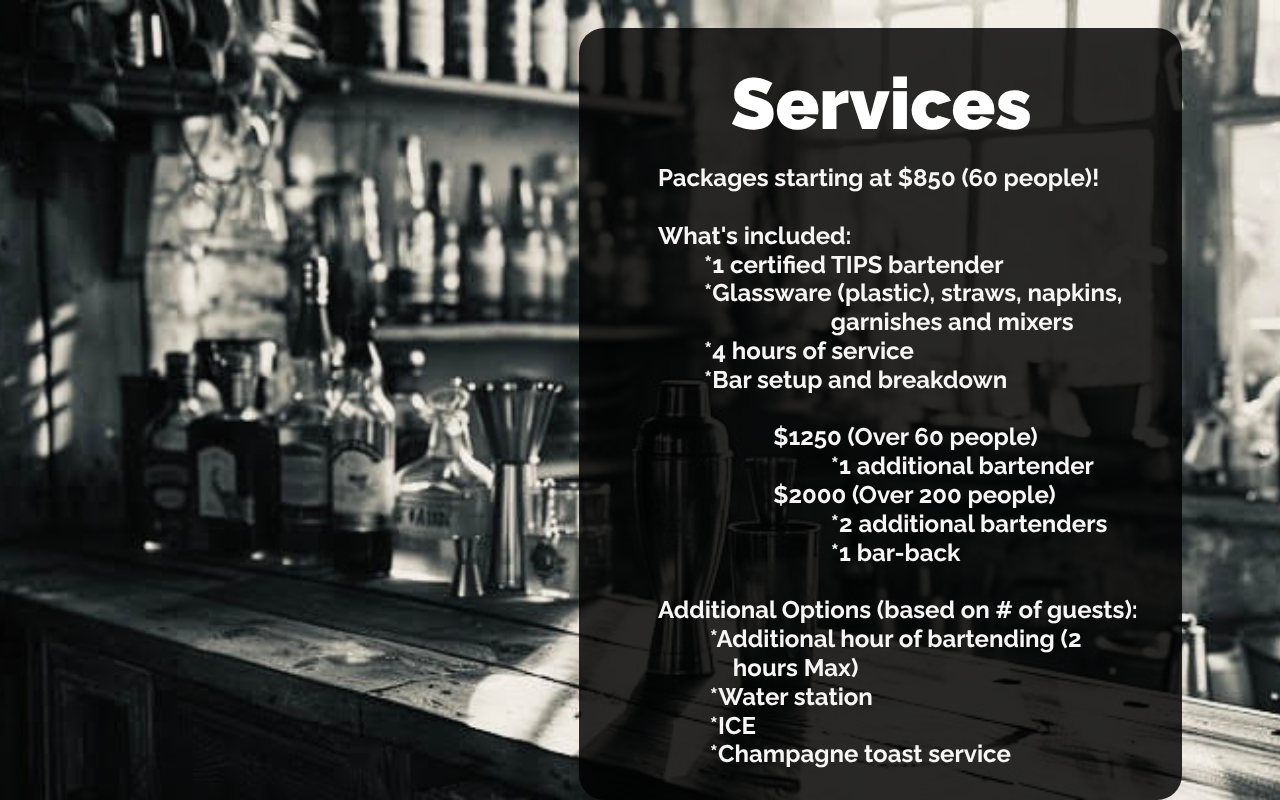 Services
Packages starting at $850 (60 people)!
What's included:
*1 certified TIPS bartender
*Glassware (plastic), straws, napkins,
garnishes and mixers
*4 hours of service
*Bar setup and breakdown
$1250 (Over 60 people)
*1 additional bartender
$2000 (Over 200 people)
*2 additional bartenders
*1 bar-back
Additional Options (based on # of guests):
*Additional hour of bartending (2
hours Max)
*Water station
*ICE
*Champagne toast service